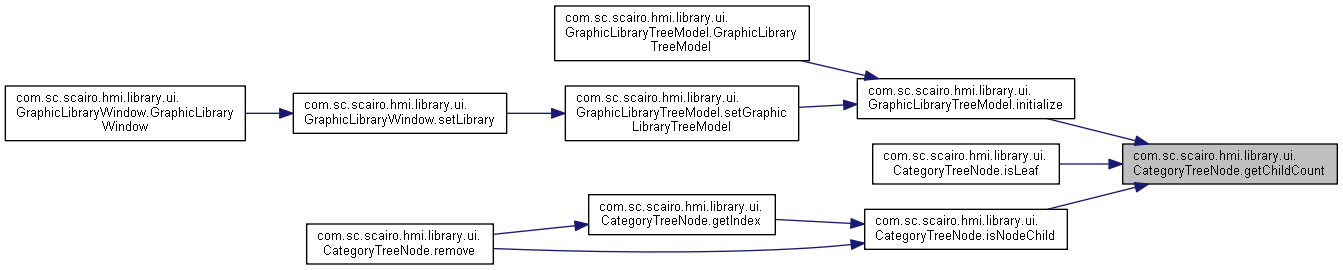 com.sc.scairo.hmi.library.ui.
GraphicLibraryTreeModel.GraphicLibrary
TreeModel
com.sc.scairo.hmi.library.ui.
GraphicLibraryWindow.GraphicLibrary
Window
com.sc.scairo.hmi.library.ui.
GraphicLibraryWindow.setLibrary
com.sc.scairo.hmi.library.ui.
GraphicLibraryTreeModel.setGraphic
LibraryTreeModel
com.sc.scairo.hmi.library.ui.
GraphicLibraryTreeModel.initialize
com.sc.scairo.hmi.library.ui.
CategoryTreeNode.isLeaf
com.sc.scairo.hmi.library.ui.
CategoryTreeNode.getChildCount
com.sc.scairo.hmi.library.ui.
CategoryTreeNode.getIndex
com.sc.scairo.hmi.library.ui.
CategoryTreeNode.isNodeChild
com.sc.scairo.hmi.library.ui.
CategoryTreeNode.remove